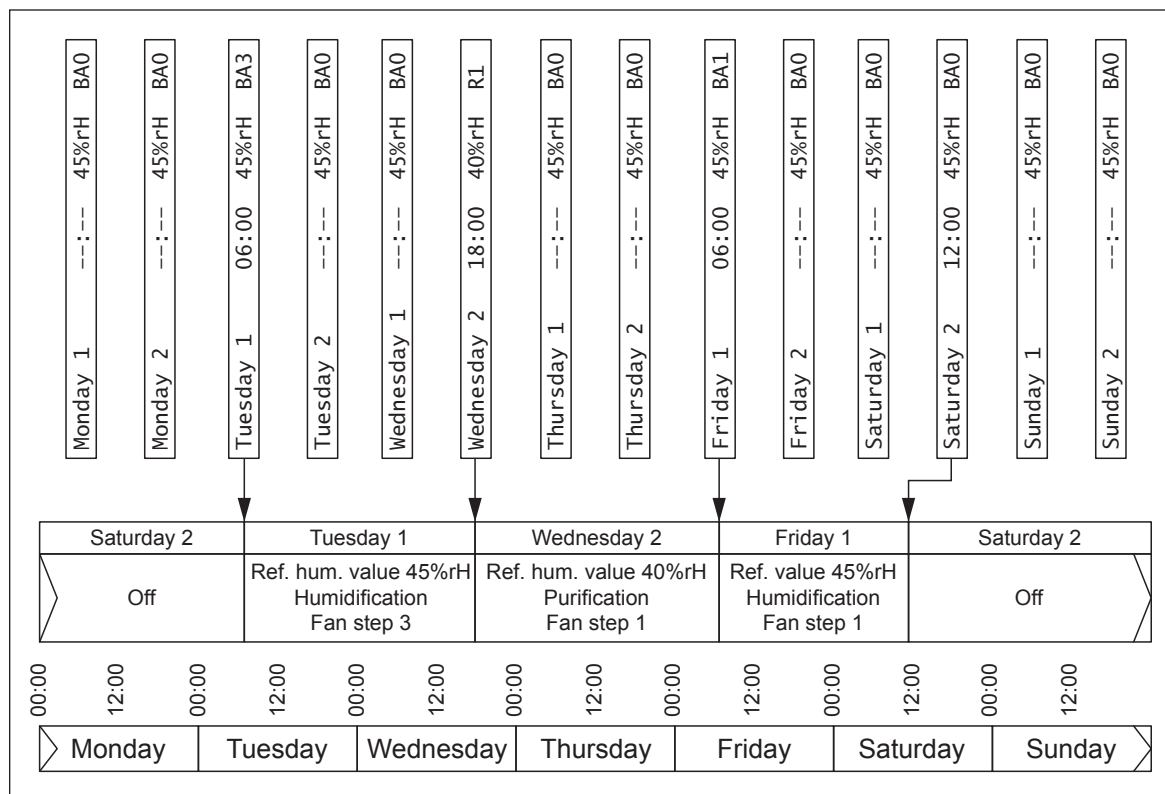 Monday 1 --:-- 45%rH BA0
Monday 2 --:-- 45%rH BA0
Tuesday 1 06:00 45%rH BA3
Tuesday 2 --:-- 45%rH BA0
Wednesday 1 --:-- 45%rH BA0
Wednesday 2 18:00 40%rH R1
Thursday 1 --:-- 45%rH BA0
Thursday 2 --:-- 45%rH BA0
Friday 1 06:00 45%rH BA1
Friday 2 --:-- 45%rH BA0
Saturday 1 --:-- 45%rH BA0
Saturday 2 12:00 45%rH BA0
Sunday 1 --:-- 45%rH BA0
Sunday 2 --:-- 45%rH BA0
Saturday 2 Tuesday 1 Wednesday 2 Friday 1 Saturday 2
Off
Ref. hum. value 45%rH
Humidification
Fan step 3
Ref. hum. value 40%rH
Purification
Fan step 1
Ref. value 45%rH
Humidification
Fan step 1
Off
00:00 12:00 00:00 12:00 00:00 12:00 00:00 12:00 00:00 12:00 00:00 12:00 00:00 12:00
Monday Tuesday Wednesday Thursday Friday Saturday Sunday